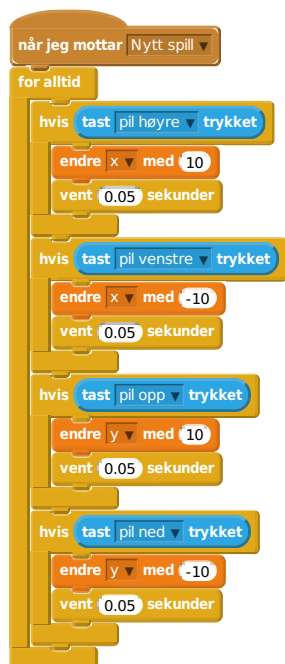 når jeg mottar Nytt spill
for alltid
hvis tast pil høyre trykket
endre x med 10
vent 0.05 sekunder
hvis tast pil venstre trykket
endre x med -10
vent 0.05 sekunder
hvis tast pil opp trykket
endre y med 10
vent 0.05 sekunder
hvis tast pil ned trykket
endre y med -10
vent 0.05 sekunder